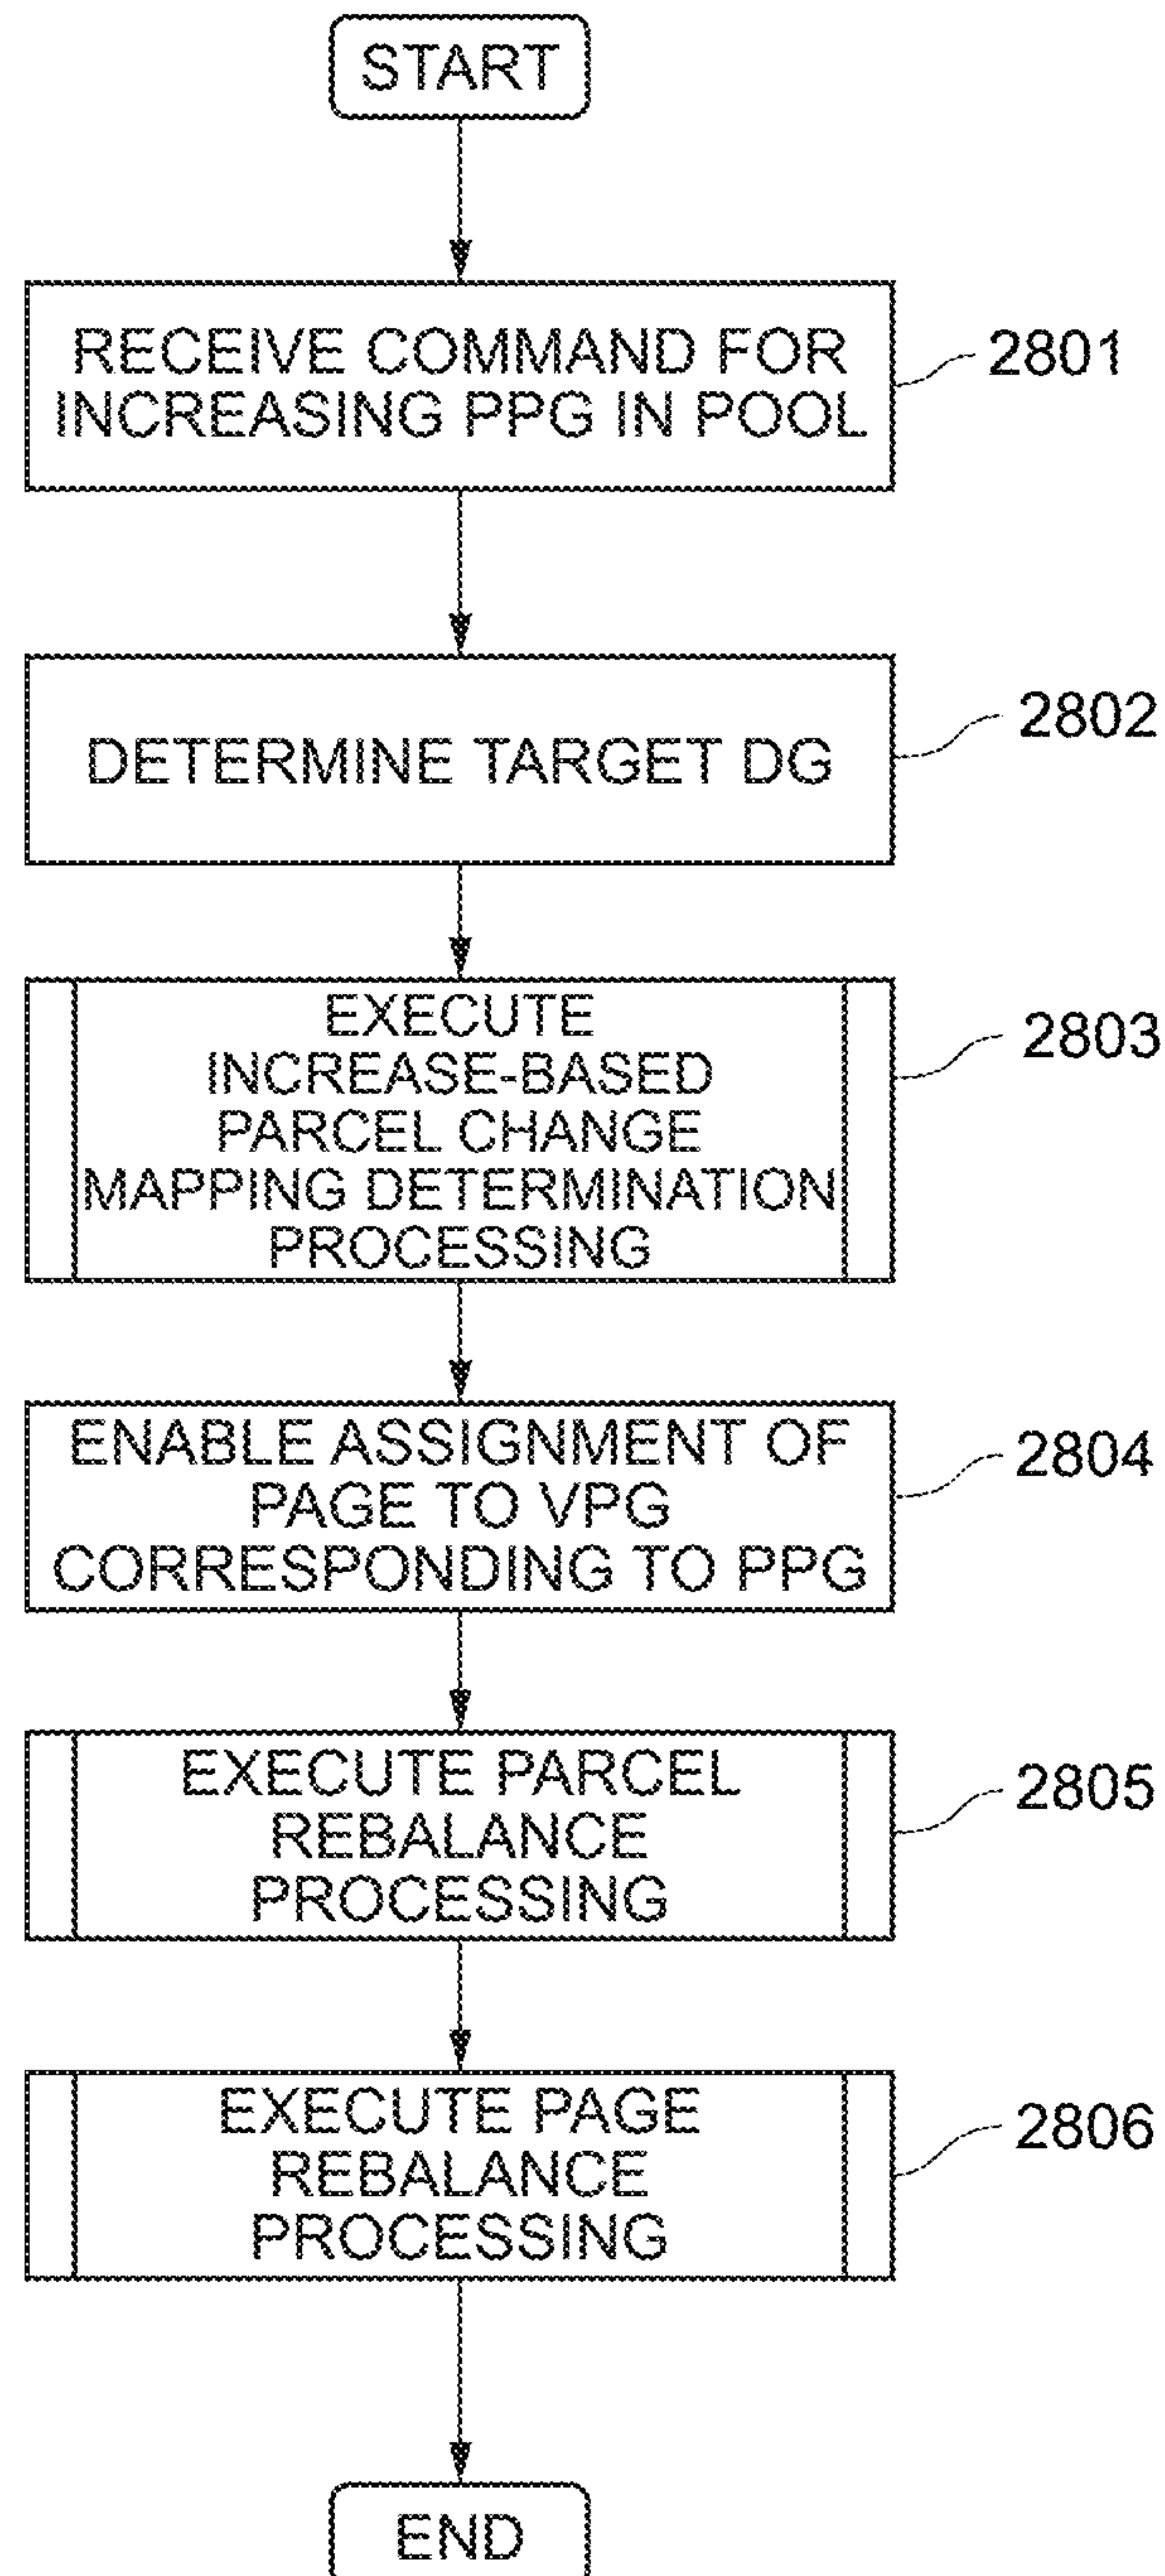 START
RECEIVE COMMAND FOR
INCREASING PPG IN POOL
2801
DETERMINE TARGET DG
2802
EXECUTE
INCREASE-BASED
PARCEL CHANGE
MAPPING DETERMINATION
PROCESSING
2803
ENABLE ASSIGNMENT OF
PAGE TO VPG
CORRESPONDING TO PPG
2804
EXECUTE PARCEL
REBALANCE
PROCESSING
2805
EXECUTE PAGE
REBALANCE
PROCESSING
2806
END